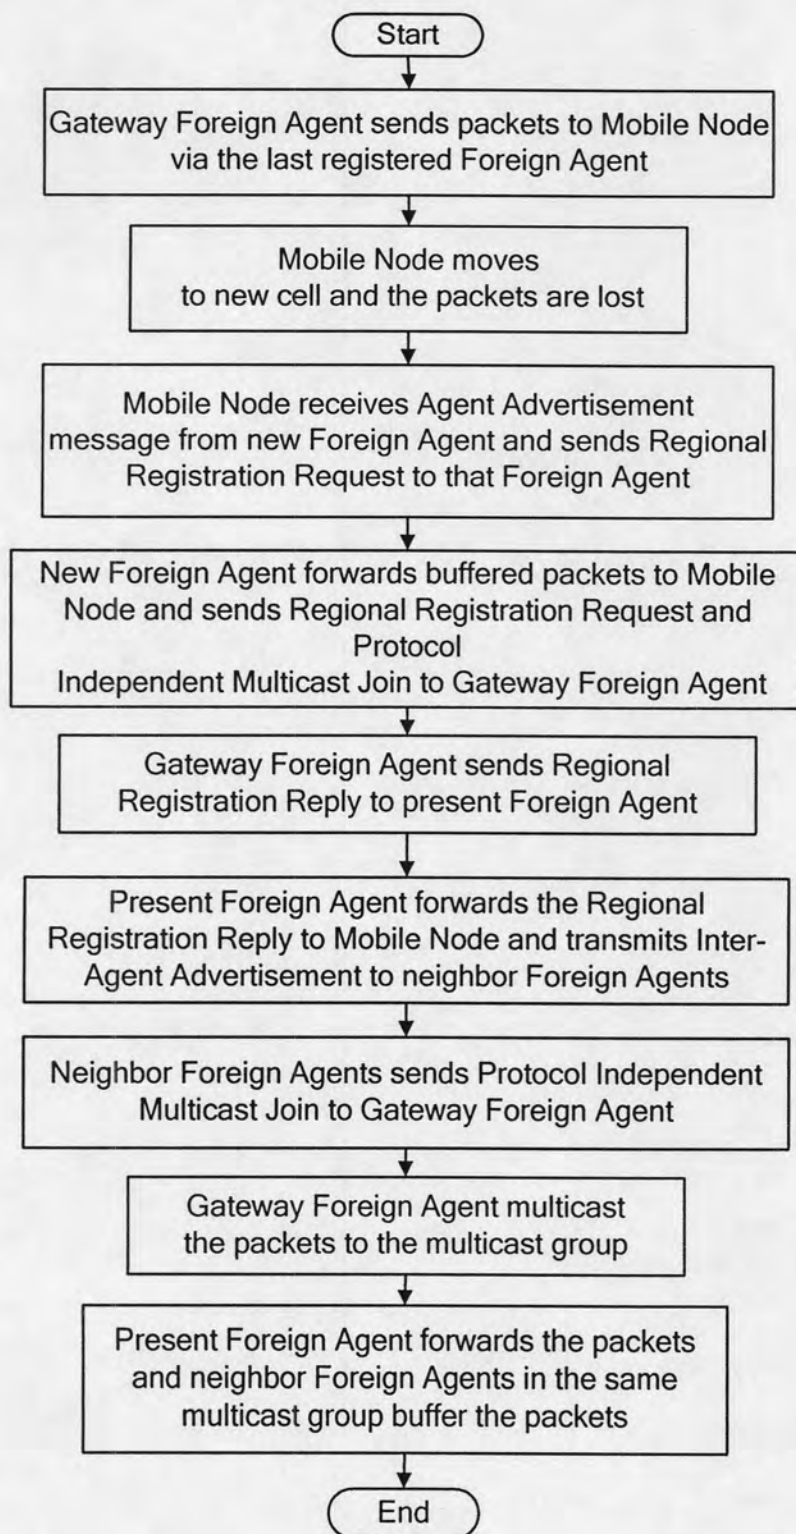 Start
Gateway Foreign Agent sends packets to Mobile Node
via the last registered Foreign Agent
Mobile Node moves
to new cell and the packets are lost
Mobile Node receives Agent Advertisement
message from new Foreign Agent and sends Regional
Registration Request to that Foreign Agent
New Foreign Agent forwards buffered packets to Mobile
Node and sends Regional Registration Request and
Protocol
Independent Multicast Join to Gateway Foreign Agent
Gateway Foreign Agent sends Regional
Registration Reply to present Foreign Agent
Present Foreign Agent forwards the Regional
Registration Reply to Mobile Node and transmits Inter-
Agent Advertisement to neighbor Foreign Agents
Neighbor Foreign Agents sends Protocol Independent
Multicast Join to Gateway Foreign Agent
Gateway Foreign Agent multicast
the packets to the multicast group
Present Foreign Agent forwards the packets
and neighbor Foreign Agents in the same
multicast group buffer the packets
End